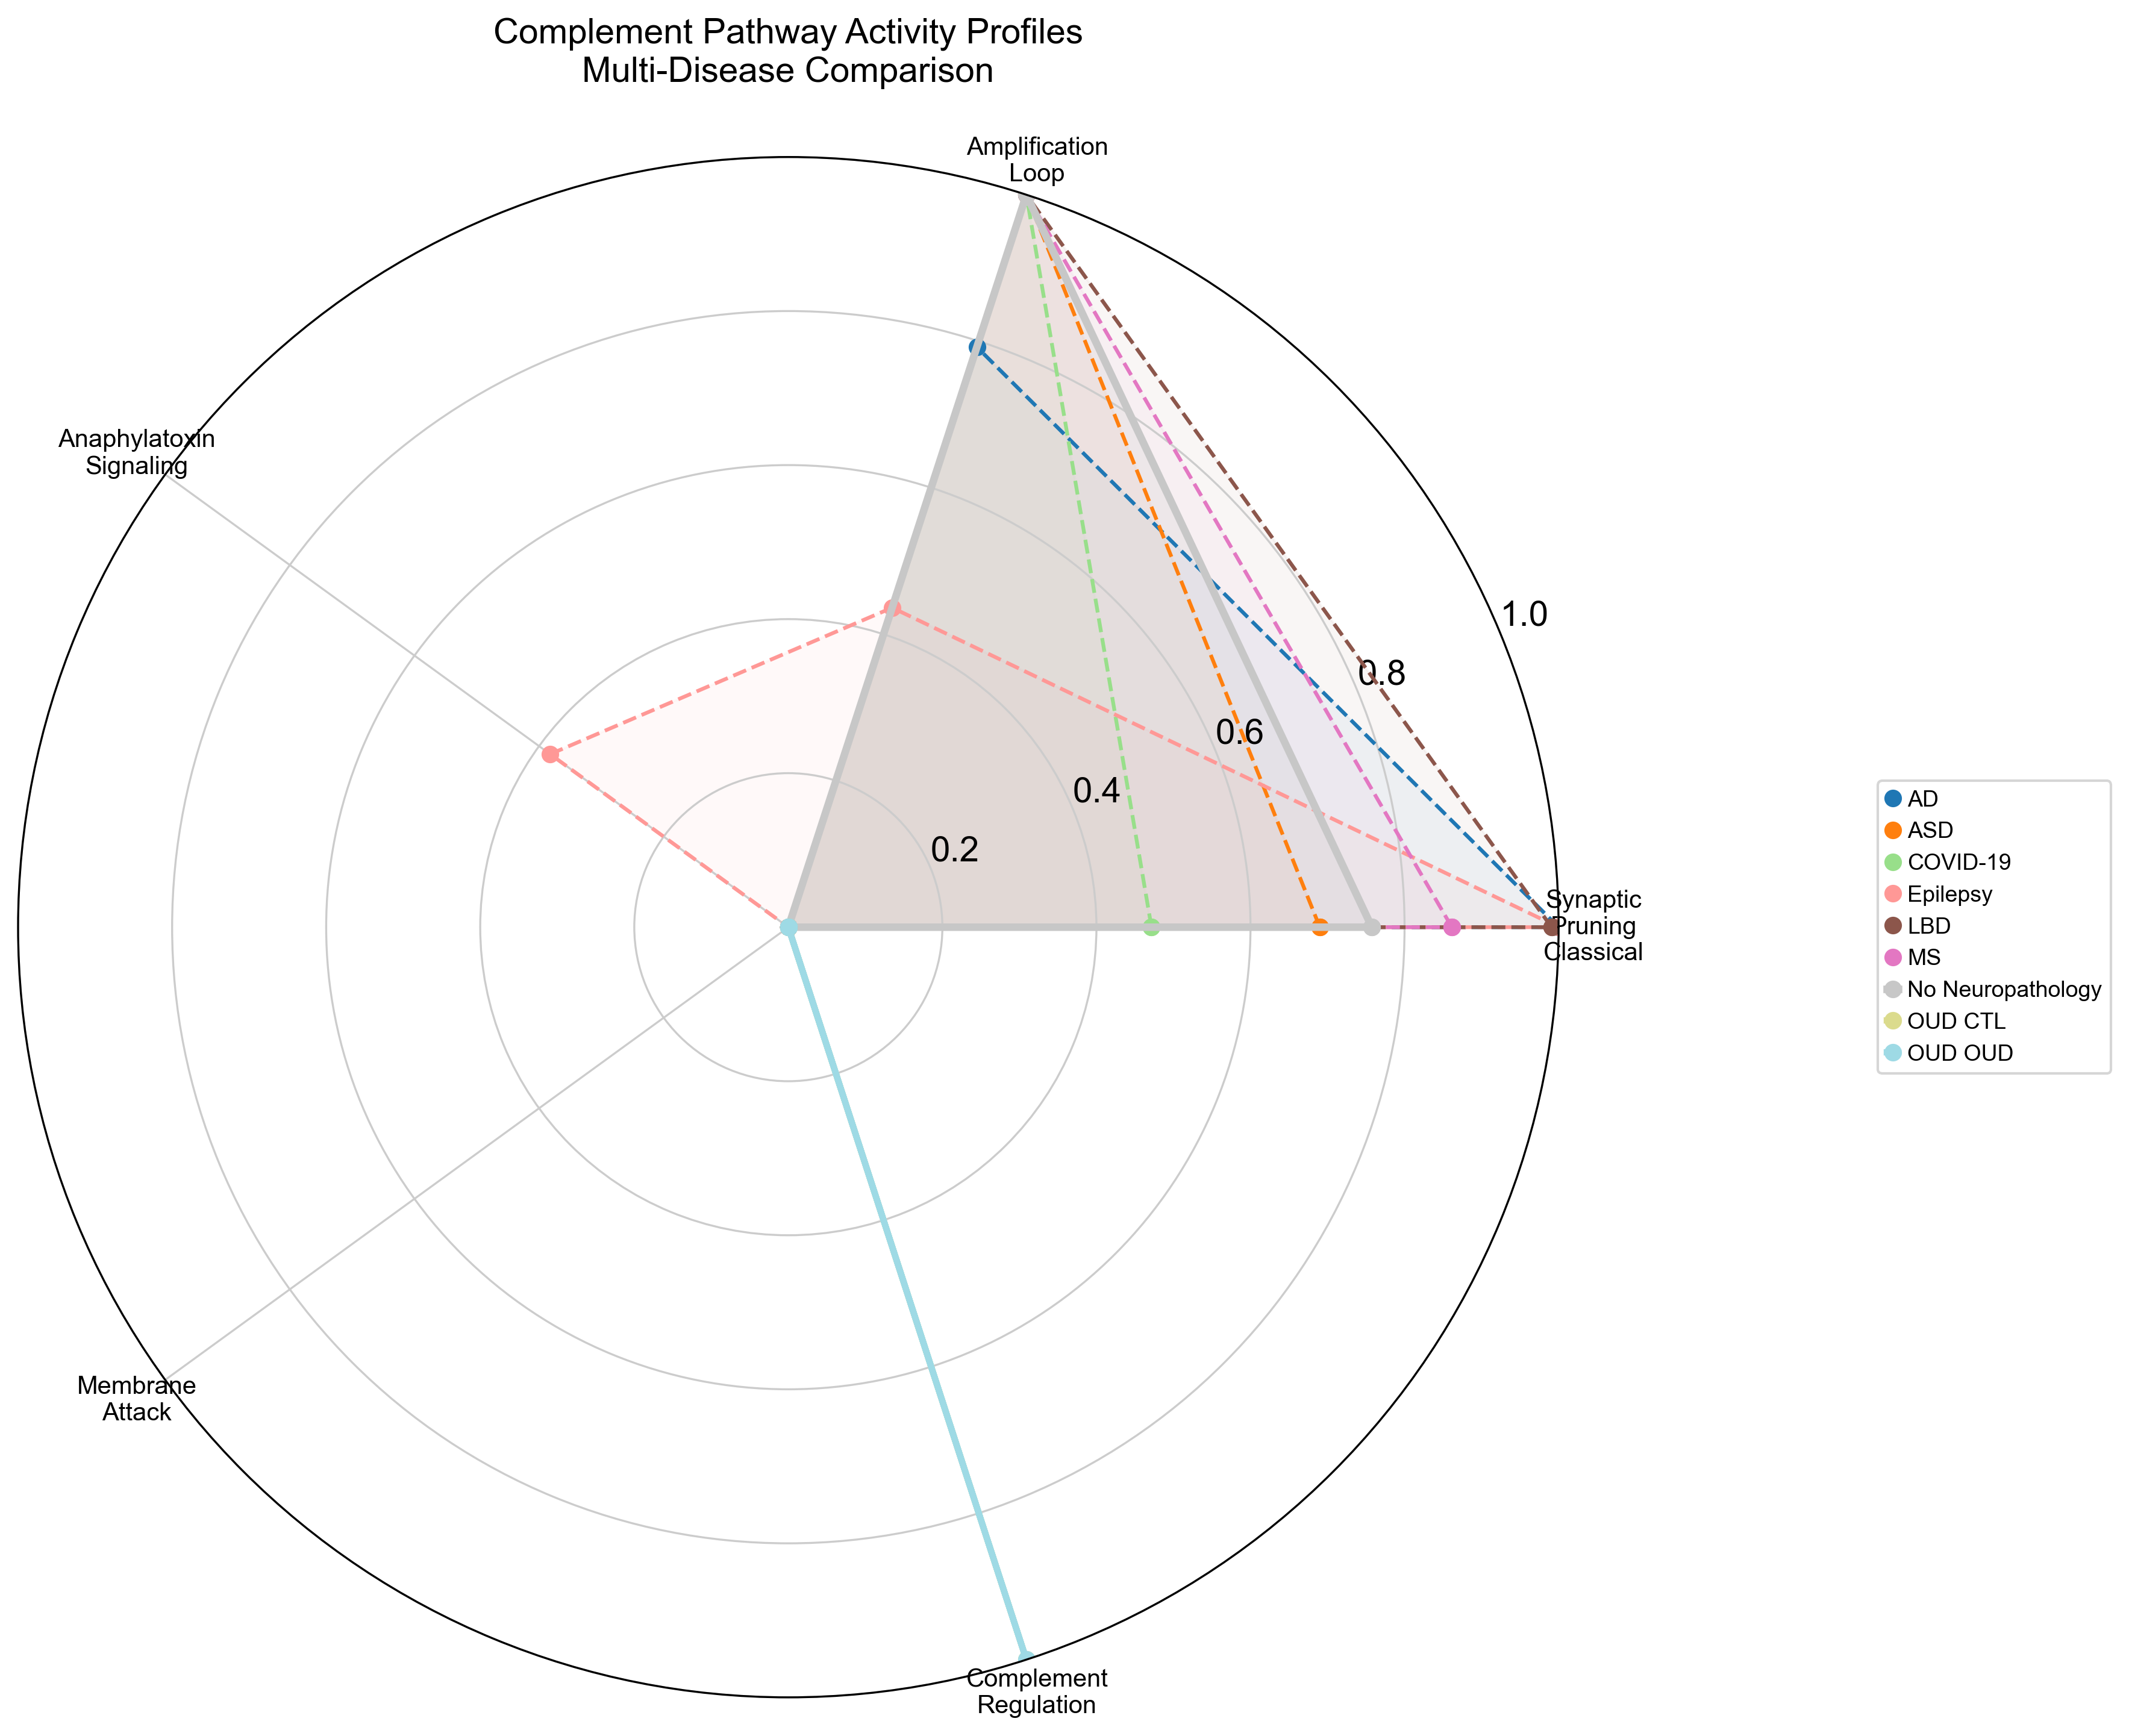 Complement Pathway Activity Profiles
Multi-Disease Comparison
Amplification
Loop
Anaphylatoxin
Signaling
1.0
0.8
0.6
0.4
0.2
Synaptic
Pruning
Classical
AD
ASD
COVID-19
Epilepsy
LBD
MS
No Neuropathology
OUD CTL
OUD OUD
Membrane
Attack
Complement
Regulation